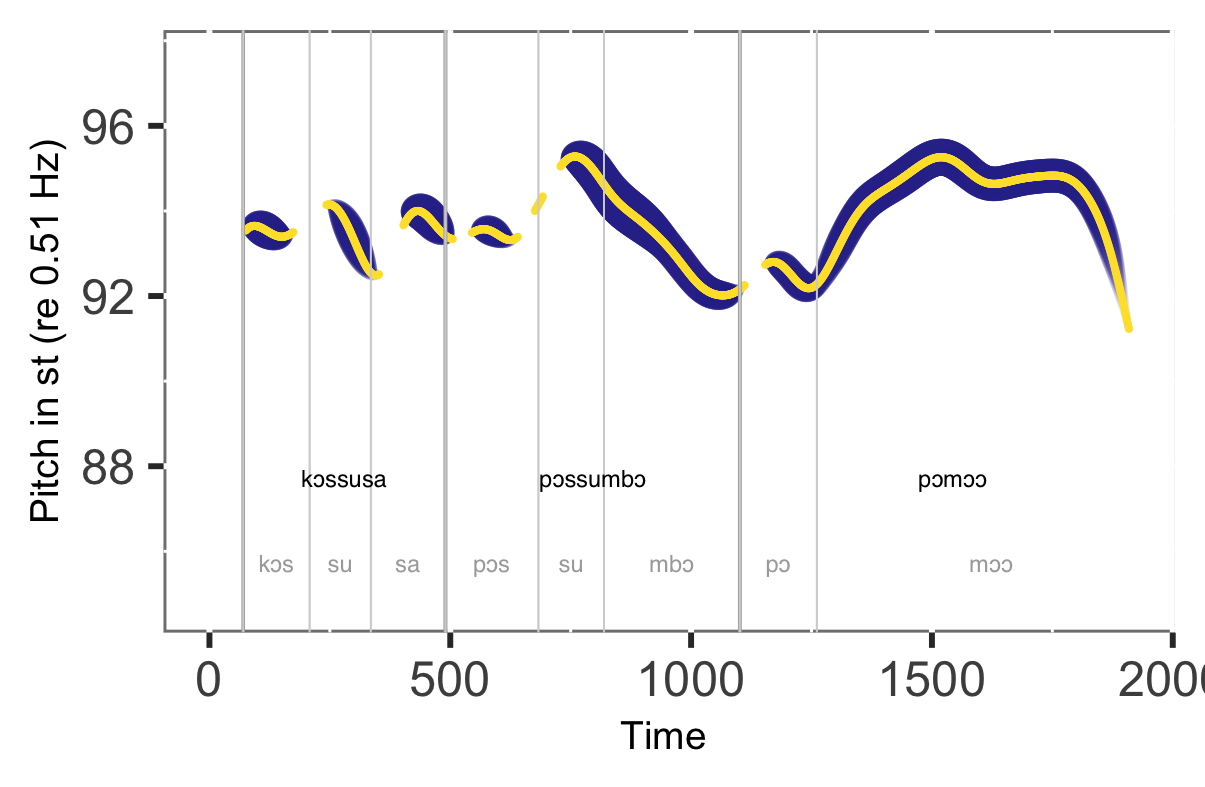 96
92
88
Pitch in st (re 0.51 Hz)
kɔssusa pɔssumbɔ pɔmɔɔ
kɔs su sa pɔs su mbɔ pɔ mɔɔ
0 500 1000 1500 2000
Time